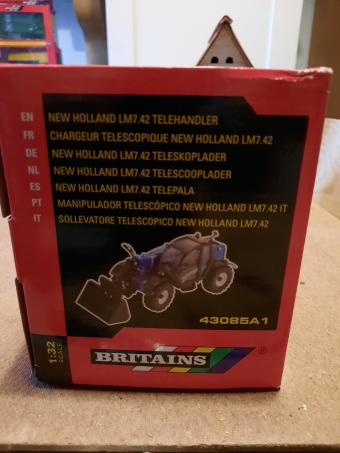 EN NEW HOLLAND LM7.42 TELEHANDLER
FR CHARGEUR TELESCOPIQUE NEW HOLLAND LM7.42
DE NEW HOLLAND LM7.42 TELESKOPLADER
NL NEW HOLLAND LM7.42 TELESCOOPLADER
ES NEW HOLLAND LM7.42 TELEPALA
PT MANIPULADOR TELESCÓPICO NEW HOLLAND LM7.42 IT
IT SOLLEVATORE TELESCOPICO NEW HOLLAND LM7.42
43085A1
1:32
SCALE
BRITAINS ®